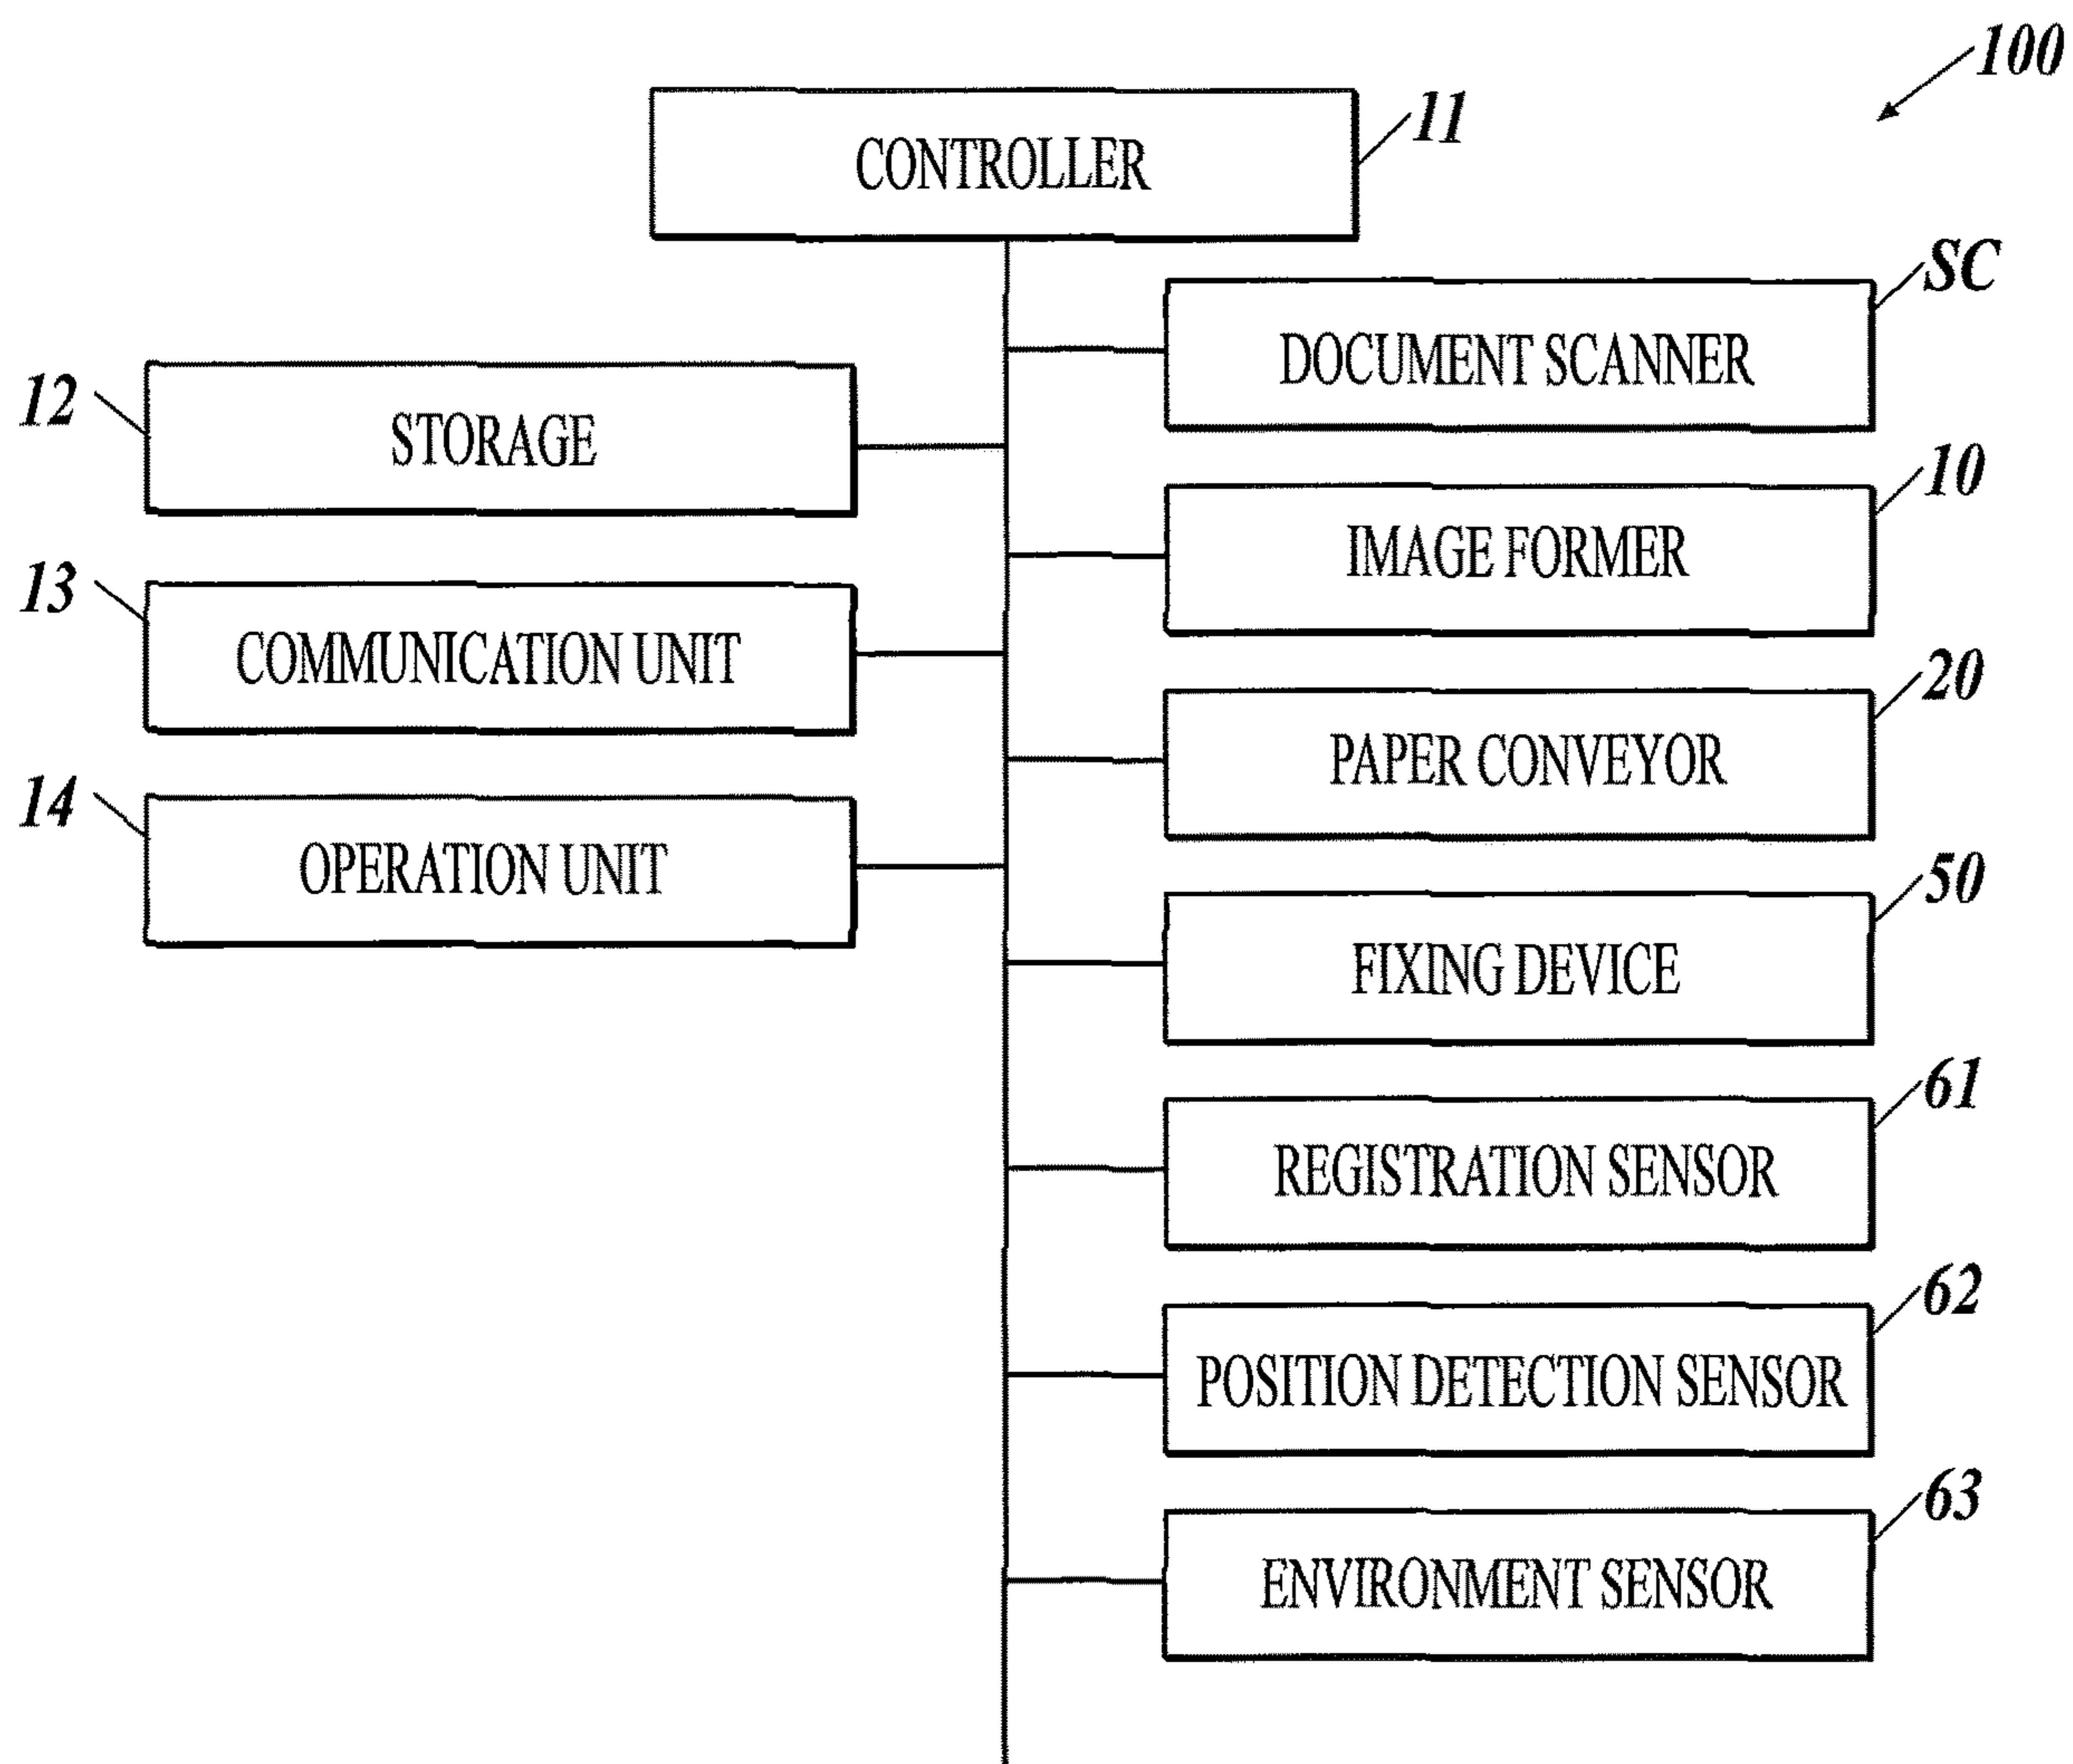 100
CONTROLLER
11
SC
DOCUMENT SCANNER
12
STORAGE
10
IMAGE FORMER
13
COMMUNICATION UNIT
20
PAPER CONVEYOR
14
OPERATION UNIT
50
FIXING DEVICE
61
REGISTRATION SENSOR
62
POSITION DETECTION SENSOR
63
ENVIRONMENT SENSOR